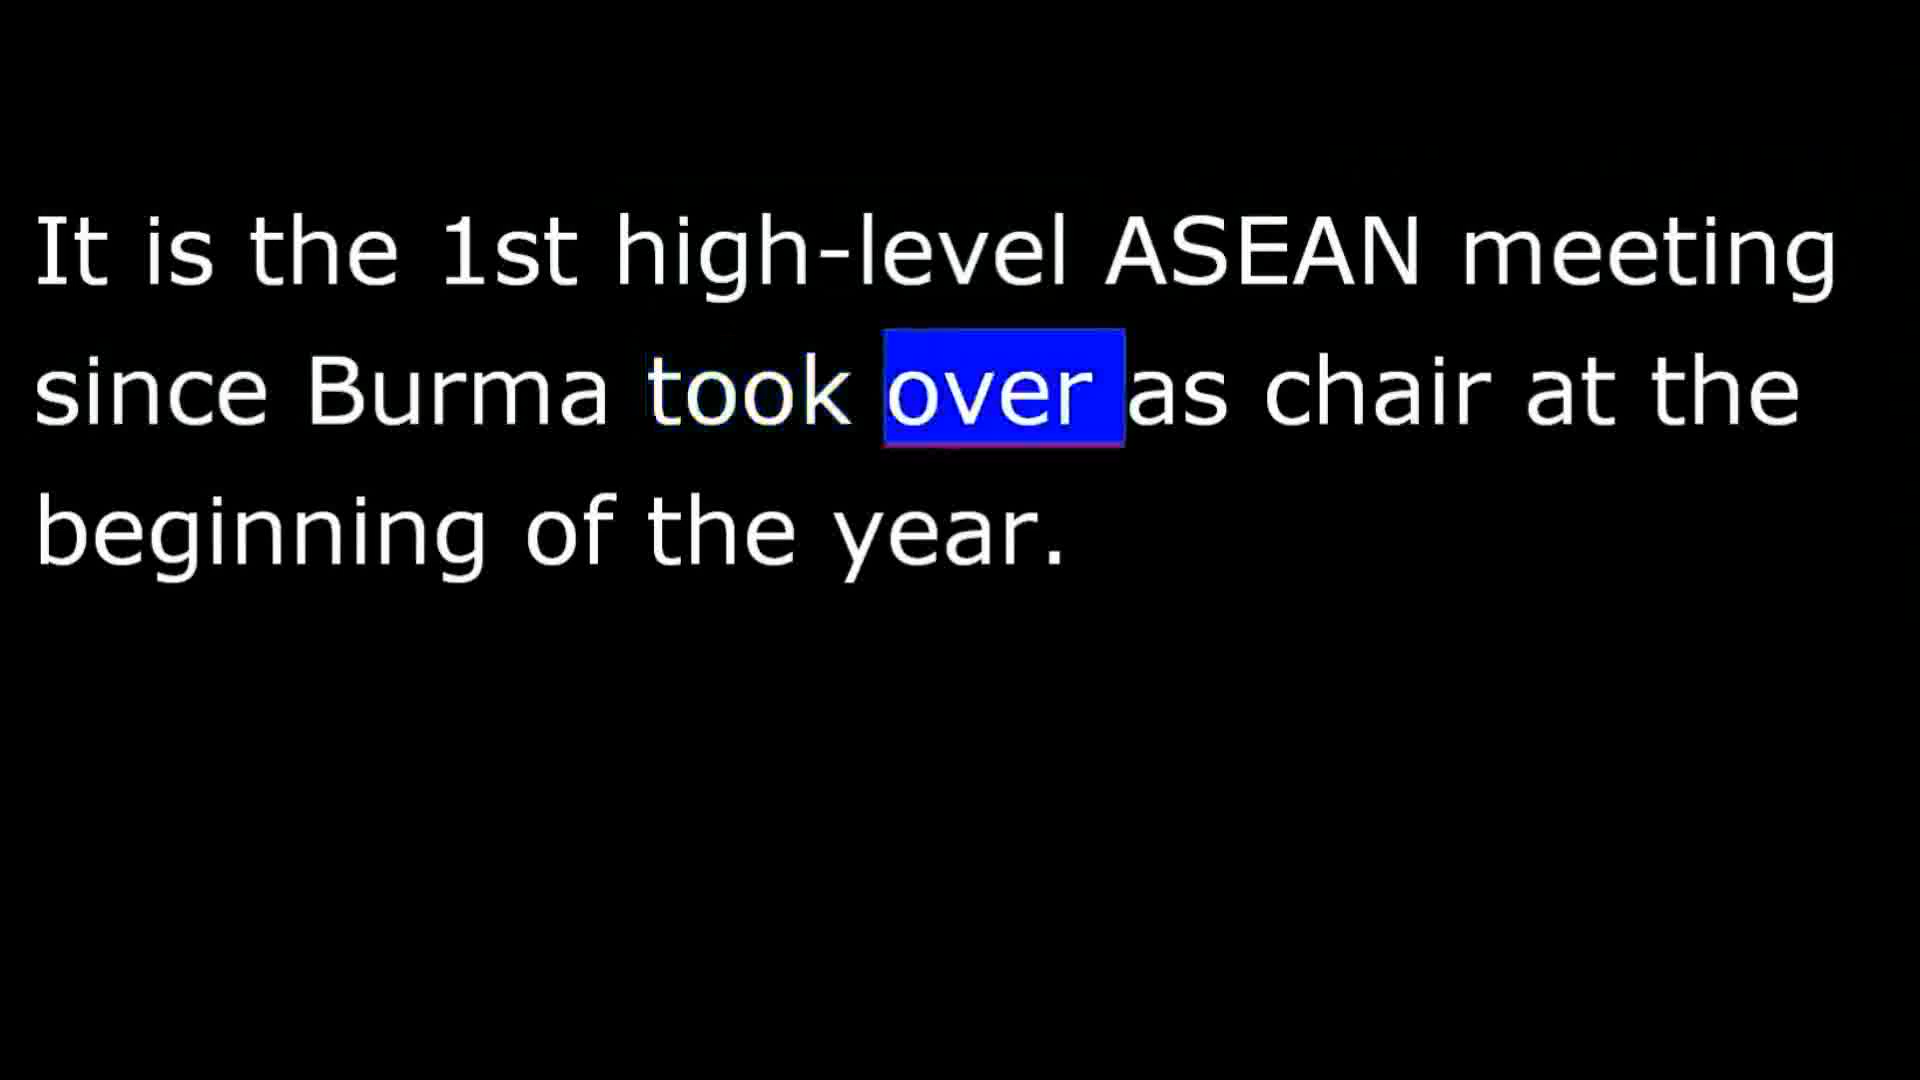 It is the 1st high-level ASEAN meeting
since Burma took over as chair at the
beginning of the year.